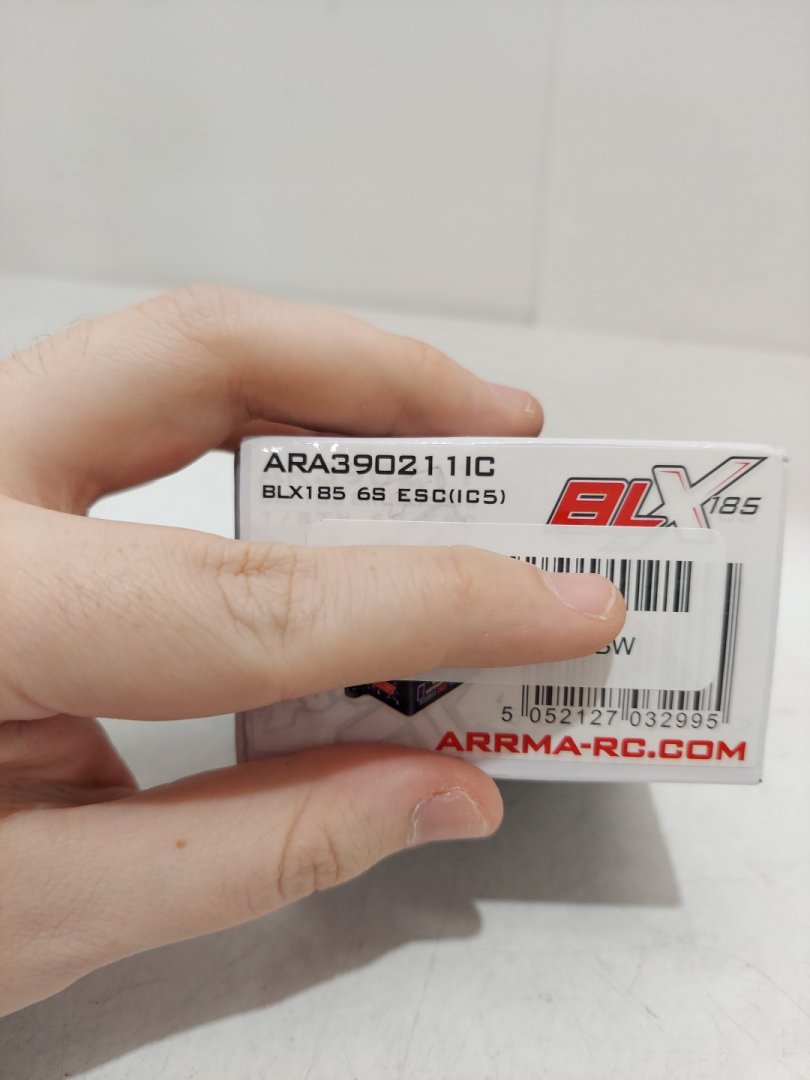 ARA390211IC
BLX185 6S ESC(IC5)
BLX185
5 052127 032995
ARRMA-RC.COM